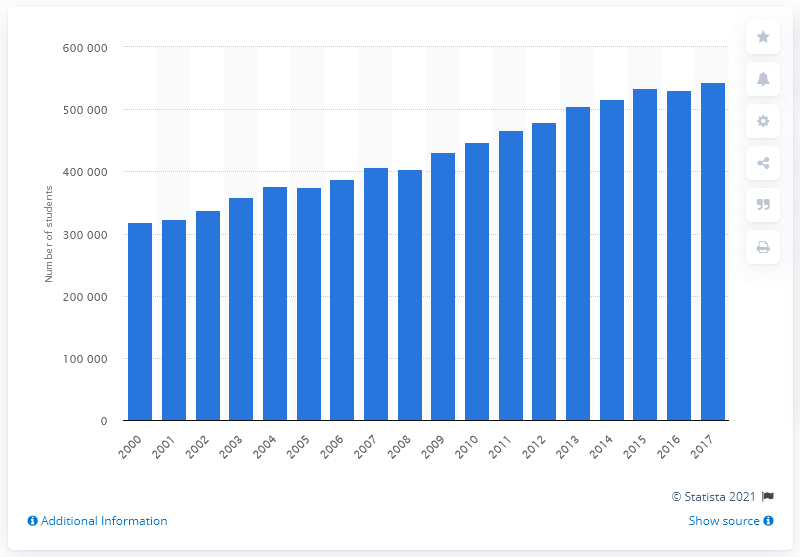 600 000
500 000
400 000
300 000
200 000
100 000
0
Number of students
2000 2001 2002 2003 2004 2005 2006 2007 2008 2009 2010 2011 2012 2013 2014 2015 2016 2017
© Statista 2021
Additional Information
Show source